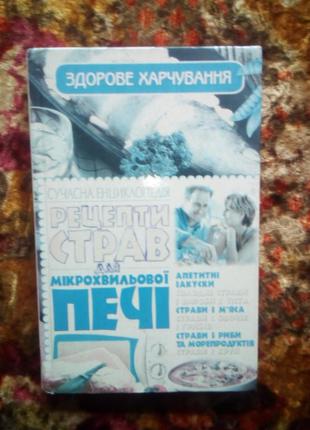 ЗДОРОВЕ ХАРЧУВАННЯ
СУЧАСНА ЕНЦИКЛОПЕДІЯ
РЕЦЕПТИ
СТРАВ
для
МІКРОХВИЛЬОВОЇ
ПЕЧІ
АПЕТИТНІ
ЗАКУСКИ
СТРАВИ З М'ЯСА
СТРАВИ З РИБИ
ТА МОРЕПРОДУКТІВ